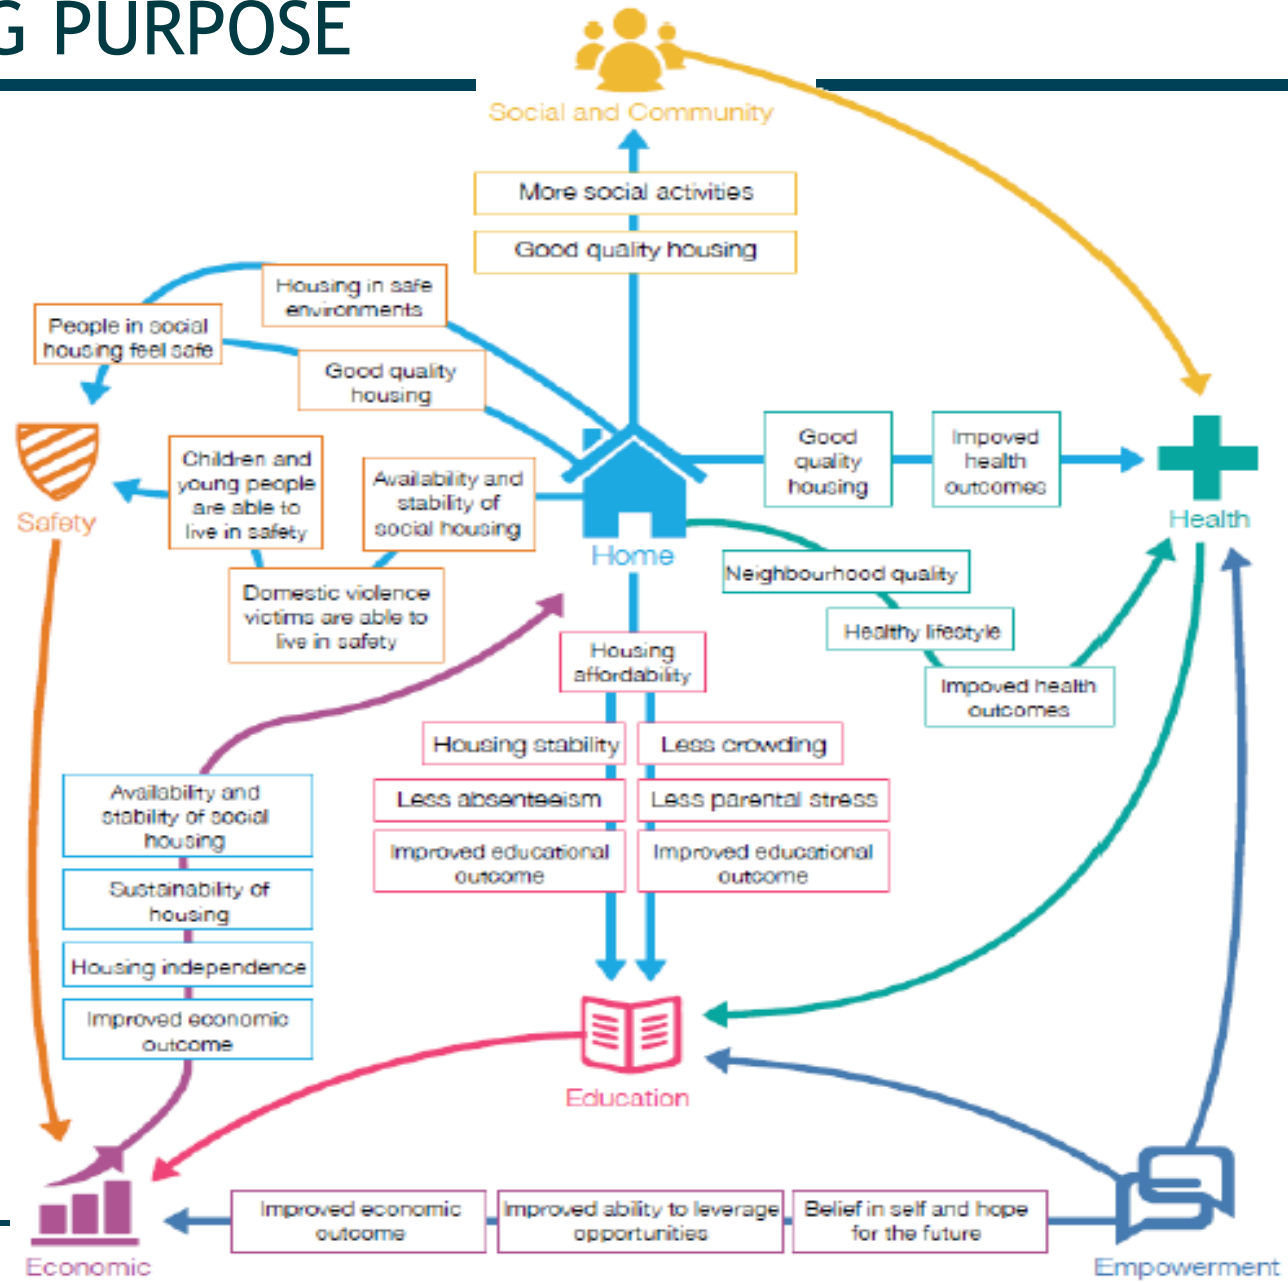 G PURPOSE
Social and Community
More social activities
Good quality housing
Housing in safe
environments
People in social
housing feel safe
Good quality
housing
Safety
Children and
young people
are able to
live in safety
Availability and
stability of
social housing
Domestic violence
victims are able to
live in safety
Home
Good
quality
housing
Impoved
health
outcomes
Health
Neighbourhood quality
Healthy lifestyle
Impoved health
outcomes
Housing
affordability
Housing stability
Less crowding
Less absenteeism
Less parental stress
Improved educational
outcome
Improved educational
outcome
Availability and
stability of social
housing
Sustainability of
housing
Housing independence
Improved economic
outcome
Education
Economic
Improved economic
outcome
Improved ability to leverage
opportunities
Belief in self and hope
for the future
Empowerment